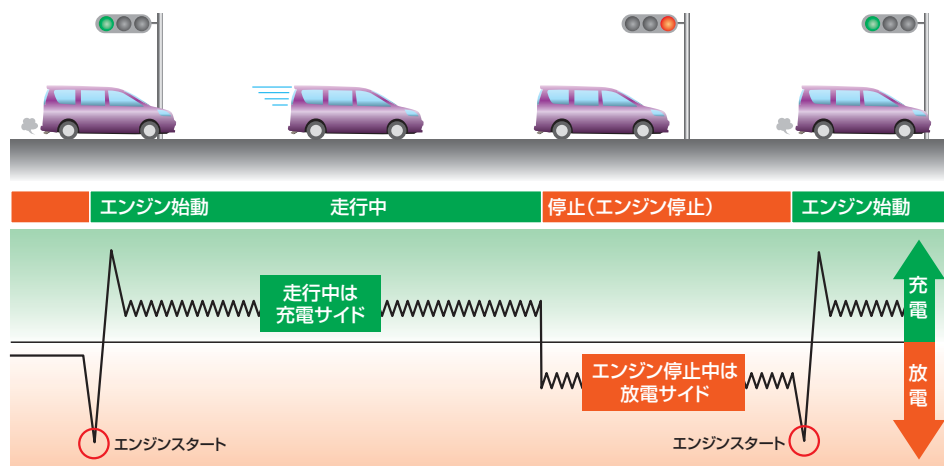 エンジン始動
走行中
停止(エンジン停止)
エンジン始動
走行中は
充電サイド
充電
エンジン停止中は
放電サイド
放電
エンジンスタート
エンジンスタート